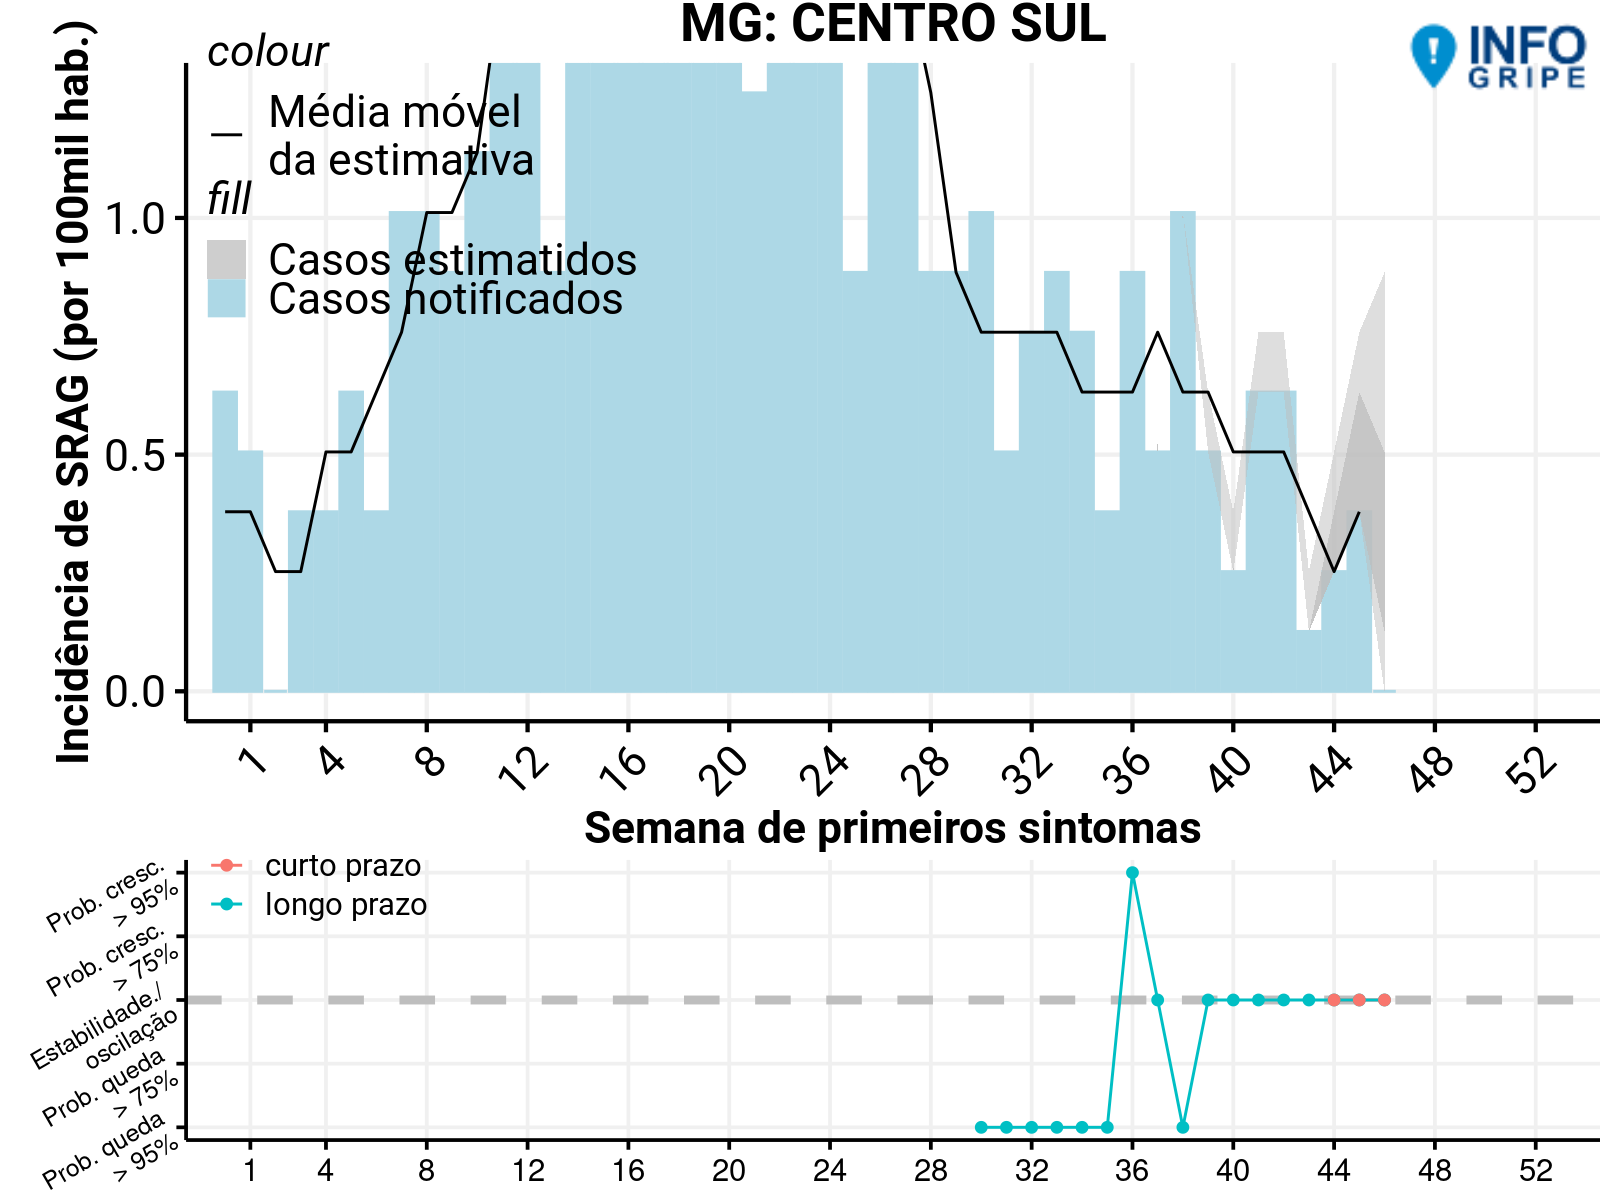 MG: CENTRO SUL
INFO
GRIPE
Incidência de SRAG (por 100mil hab.)
colour
Média móvel
da estimativa
fill
Casos estimatidos
Casos notificados
1.0
0.5
0.0
1 4 8 12 16 20 24 28 32 36 40 44 48 52
Semana de primeiros sintomas
curto prazo
longo prazo
Prob. cresc.
> 95%
Prob. cresc.
> 75%
Estabilidade./
oscilação
Prob. queda
> 75%
Prob. queda
> 95%
1 4 8 12 16 20 24 28 32 36 40 44 48 52